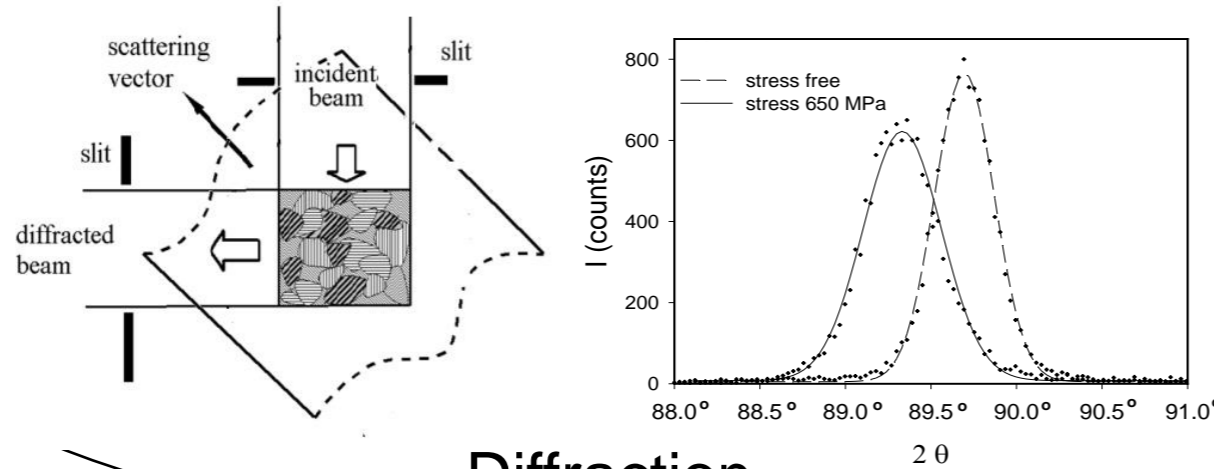 scattering
vector
slit
incident
beam
slit
diffracted
beam
800
600
400
200
0
I (counts)
stress free
stress 650 MPa
88.0° 88.5° 89.0° 89.5° 90.0° 90.5° 91.0°
2 θ
Diffraction